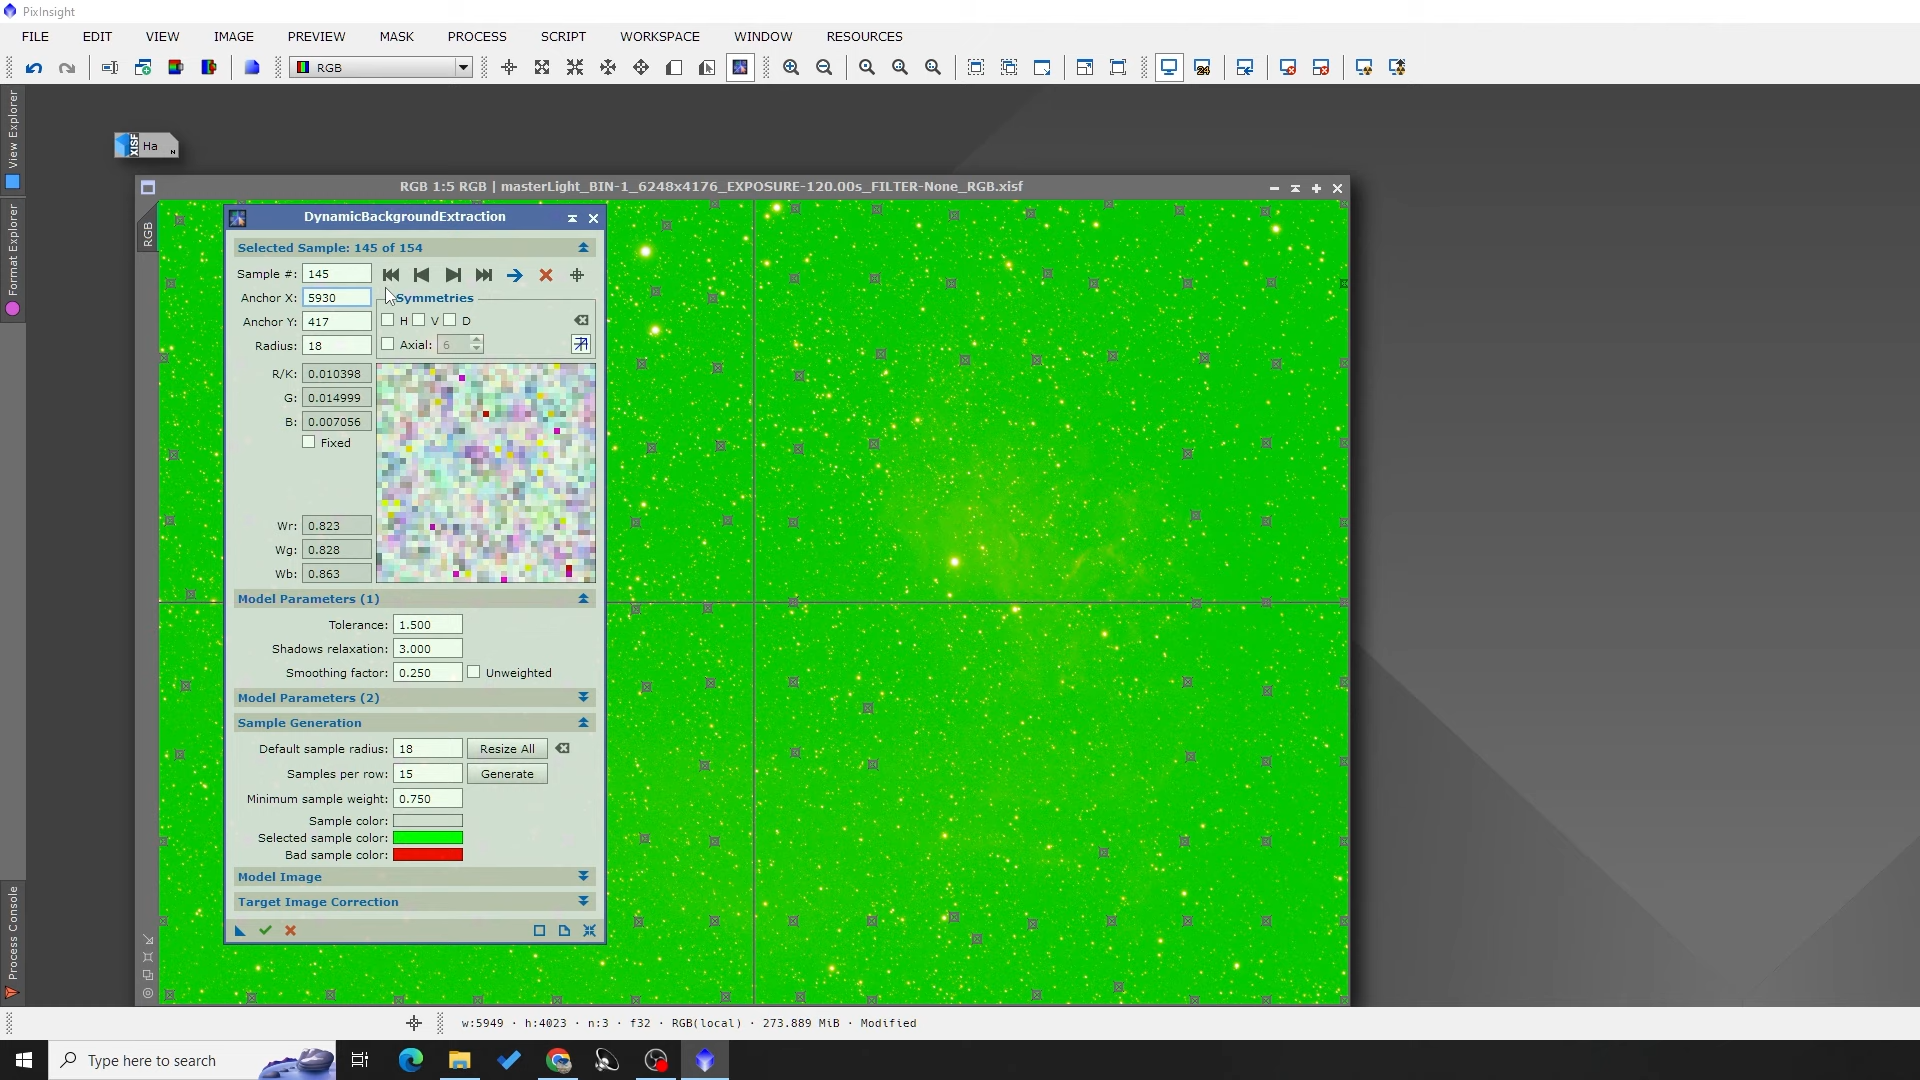 PixInsight
FILE EDIT VIEW IMAGE PREVIEW MASK PROCESS SCRIPT WORKSPACE WINDOW RESOURCES
RGB
24
View Explorer
Format Explorer
Process Console
XISF Ha N
RGB 1:5 RGB | masterLight_BIN-1_6248x4176_EXPOSURE-120.00s_FILTER-None_RGB.xisf
RGB
DynamicBackgroundExtraction
Selected Sample: 145 of 154
Sample #: 145
Anchor X: 5930
Symmetries
Anchor Y: 417
H V D
Radius: 18
Axial: 6
R/K: 0.010398
G: 0.014999
B: 0.007056
Fixed
Wr: 0.823
Wg: 0.828
Wb: 0.863
Model Parameters (1)
Tolerance: 1.500
Shadows relaxation: 3.000
Smoothing factor: 0.250 Unweighted
Model Parameters (2)
Sample Generation
Default sample radius: 18 Resize All
Samples per row: 15 Generate
Minimum sample weight: 0.750
Sample color:
Selected sample color:
Bad sample color:
Model Image
Target Image Correction
w:5949 · h:4023 · n:3 · f32 · RGB(local) · 273.889 MiB · Modified
Type here to search